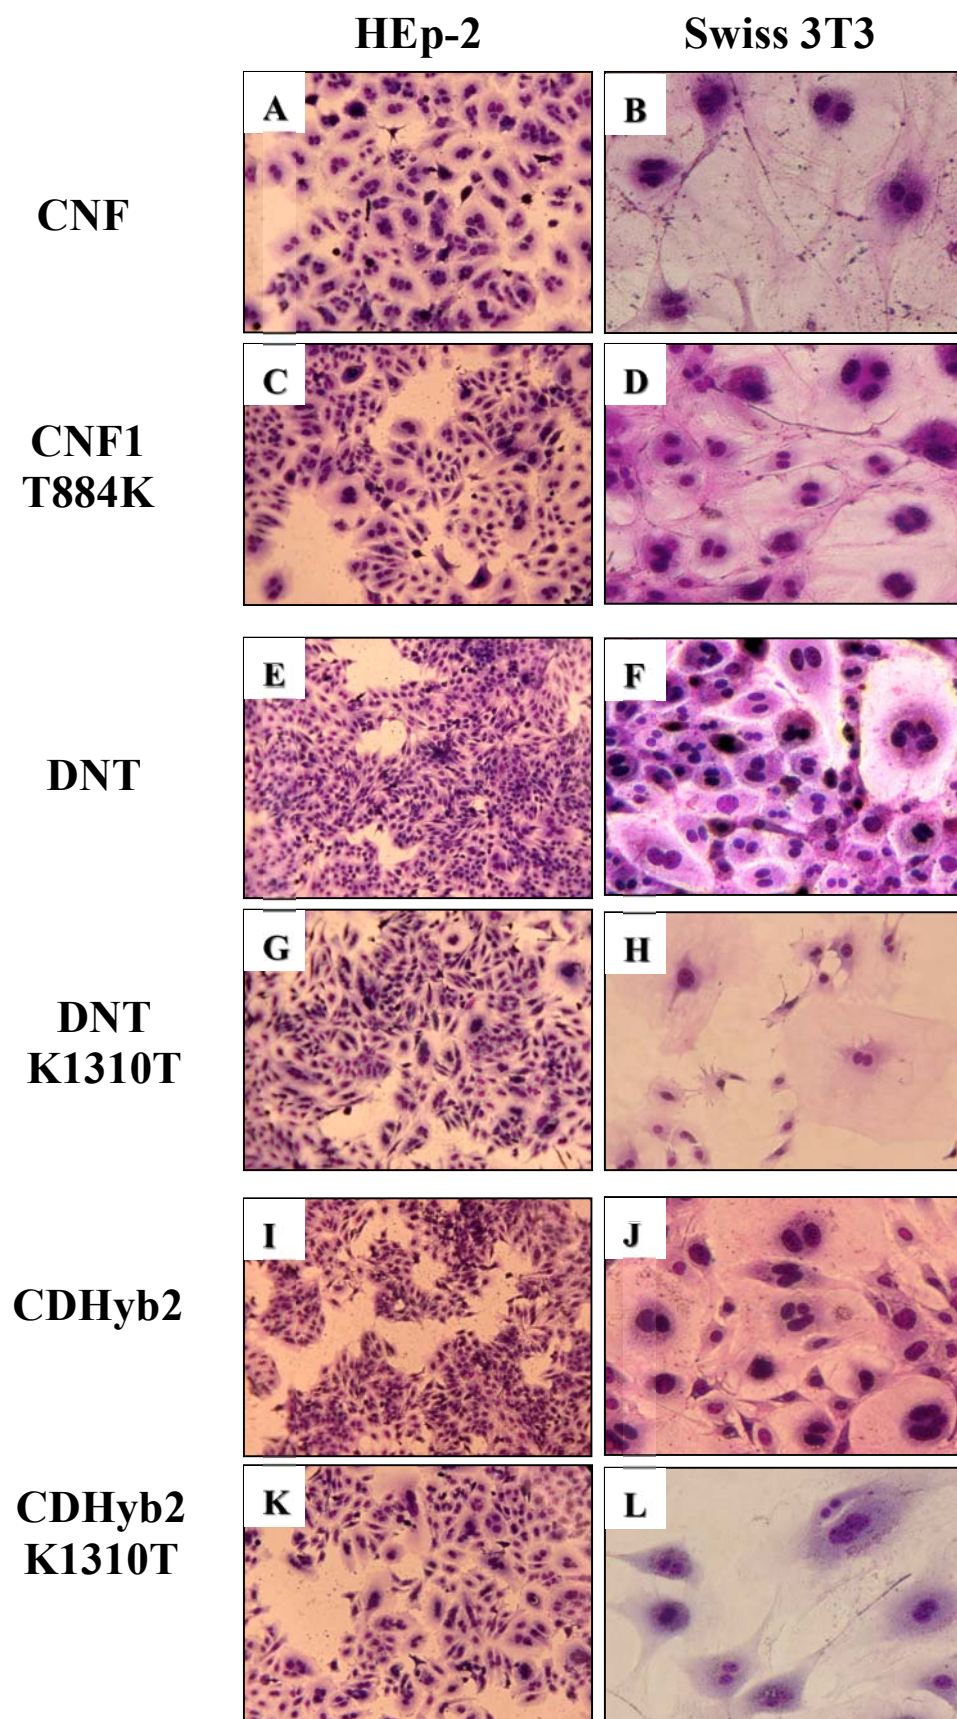 HEp-2 Swiss 3T3
A B
CNF
C D
CNF1
T884K
E F
DNT
G H
DNT
K1310T
I J
CDHyb2
K L
CDHyb2
K1310T